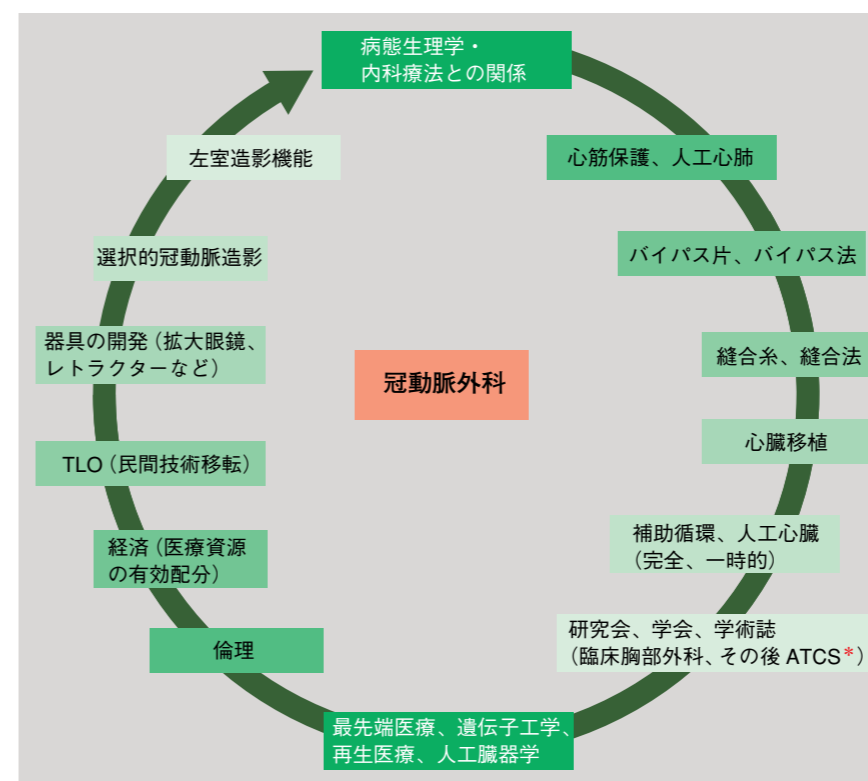 病態生理学・
内科療法との関係
心筋保護、人工心肺
バイパス片、バイパス法
縫合糸、縫合法
心臓移植
補助循環、人工心臓
（完全、一時的）
研究会、学会、学術誌
（臨床胸部外科、その後 ATCS*）
最先端医療、遺伝子工学、
再生医療、人工臓器学
倫理
経済（医療資源
の有効配分）
TLO（民間技術移転）
器具の開発（拡大眼鏡、
レトラクターなど）
選択的冠動脈造影
左室造影機能
冠動脈外科